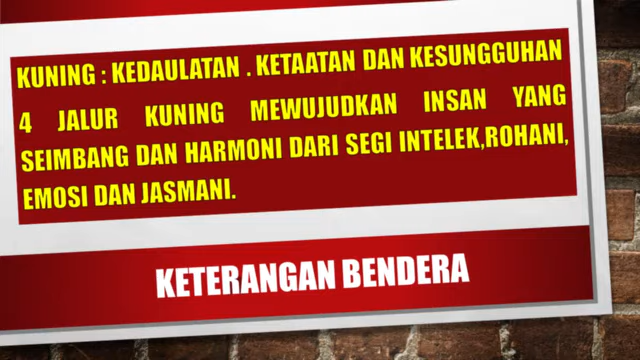 KUNING : KEDAULATAN . KETAATAN DAN KESUNGGUHAN
4 JALUR KUNING MEWUJUDKAN INSAN YANG
SEIMBANG DAN HARMONI DARI SEGI INTELEK,ROHANI,
EMOSI DAN JASMANI.
KETERANGAN BENDERA